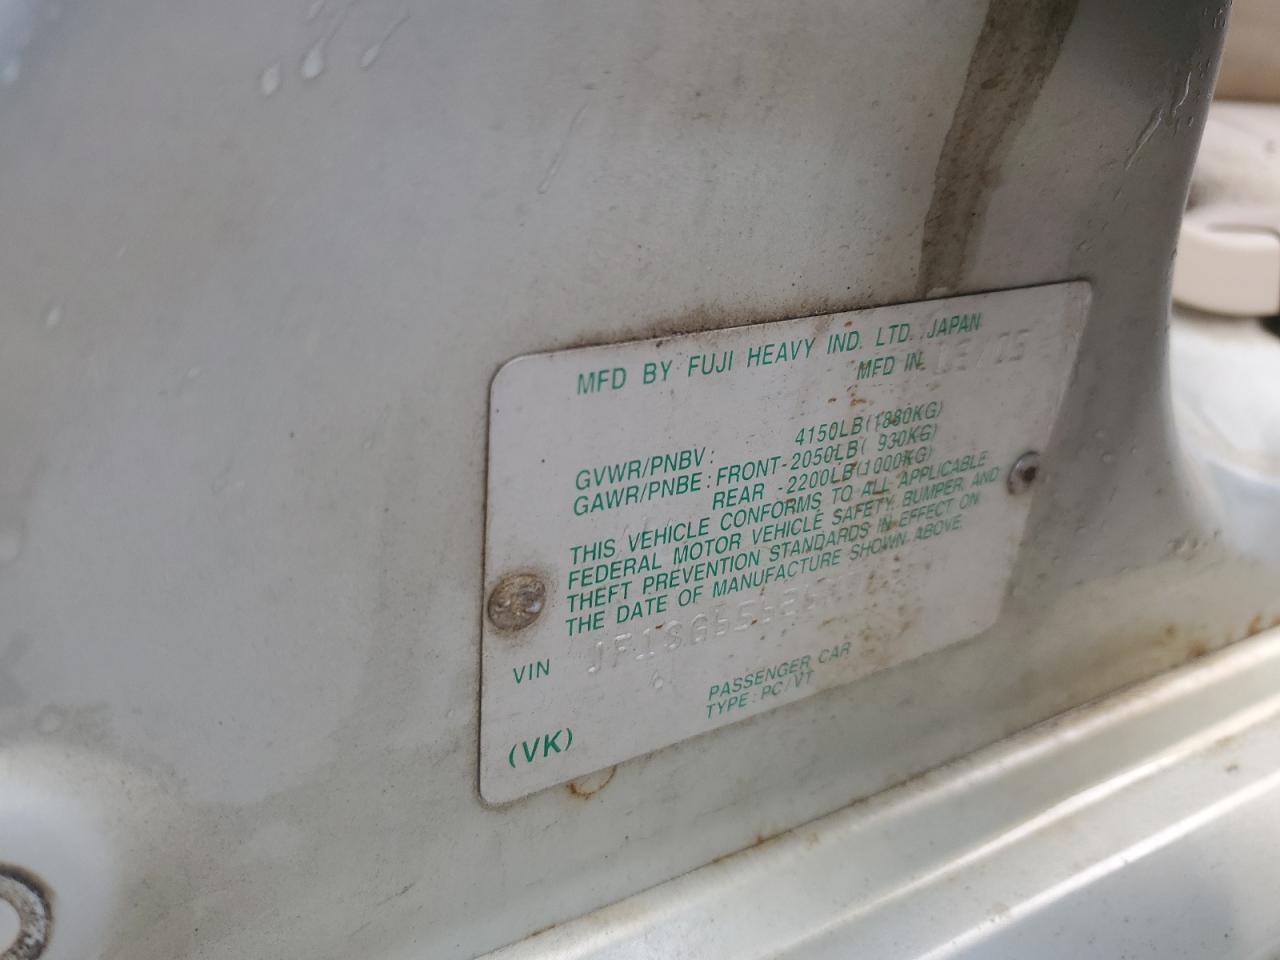 MFD BY FUJI HEAVY IND. LTD. JAPAN
MFD IN
GVWR/PNBV: 4150LB(1880KG)
GAWR/PNBE: FRONT-2050LB( 930KG)
REAR -2200LB(1000KG)
THIS VEHICLE CONFORMS TO ALL APPLICABLE
FEDERAL MOTOR VEHICLE SAFETY, BUMPER, AND
THEFT PREVENTION STANDARDS IN EFFECT ON
THE DATE OF MANUFACTURE SHOWN ABOVE.
VIN
PASSENGER CAR
TYPE: PC/VT
(VK)